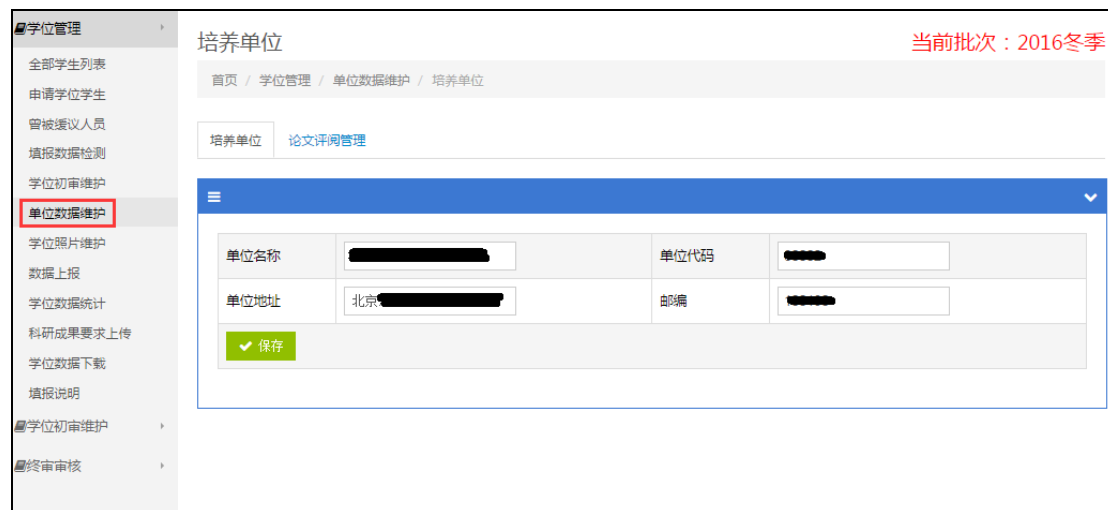 学位管理
全部学生列表
申请学位学生
曾被缓议人员
填报数据检测
学位初审维护
单位数据维护
学位照片维护
数据上报
学位数据统计
科研成果要求上传
学位数据下载
填报说明
学位初审维护
终审审核
培养单位
当前批次：2016冬季
首页 / 学位管理 / 单位数据维护 / 培养单位
培养单位 论文评阅管理
单位名称 单位代码
单位地址 北京 邮编
保存